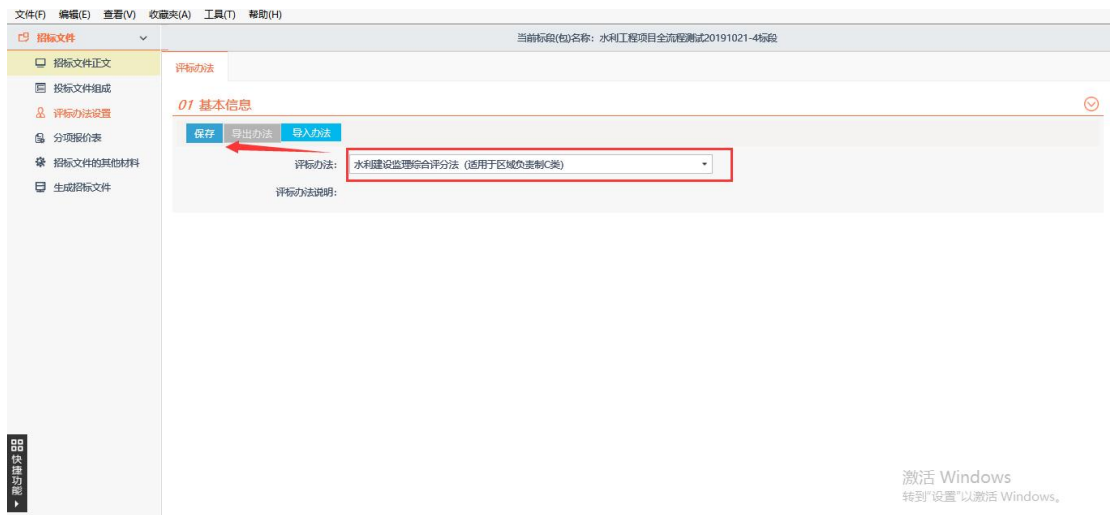 文件(F) 编辑(E) 查看(V) 收藏夹(A) 工具(T) 帮助(H)
招标文件
当前标段(包)名称：水利工程项目全流程测试20191021-4标段
招标文件正文
投标文件组成
评标办法设置
分项报价表
招标文件的其他材料
生成招标文件
评标办法
01 基本信息
保存 导出办法 导入办法
评标办法： 水利建设监理综合评分法 (适用于区域负责制C类)
评标办法说明：
快捷功能
激活 Windows
转到"设置"以激活 Windows。